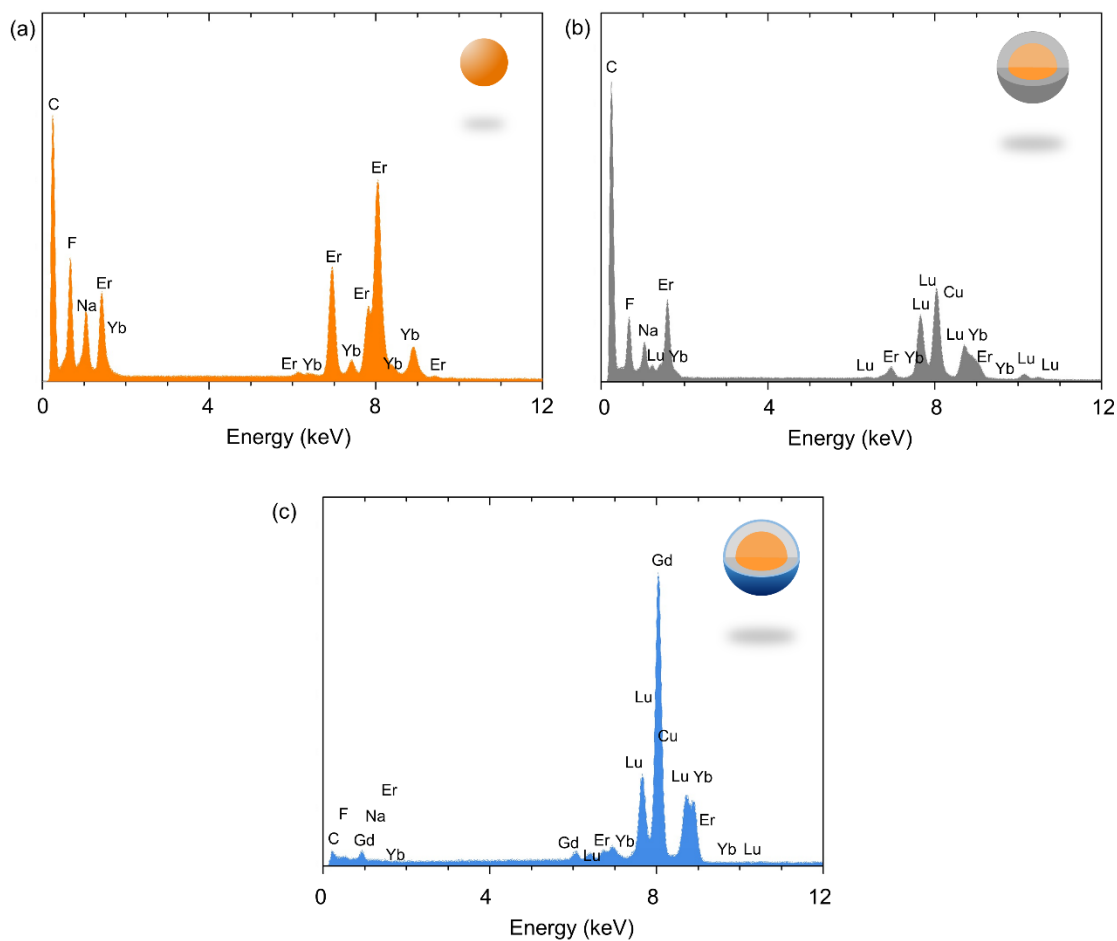 (a)
C
F
Na
Er
Yb
Er
Yb
Er
Yb
Er
Er
Yb
Yb
Er
0 4 8 12
Energy (keV)
(b)
C
F
Na
Lu
Er
Yb
Lu
Er
Yb
Lu
Lu
Cu
Lu
Yb
Er
Yb
Lu
Lu
0 4 8 12
Energy (keV)
(c)
C
F
Gd
Na
Er
Yb
Gd
Lu
Er
Yb
Lu
Lu
Gd
Cu
Lu
Yb
Er
Yb
Lu
0 4 8 12
Energy (keV)